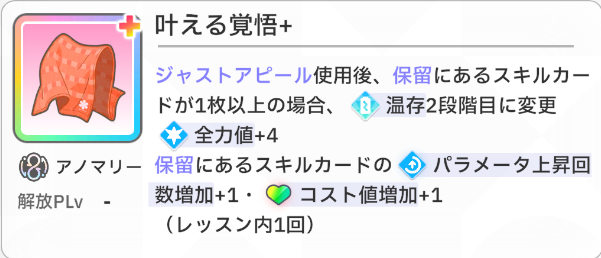 叶える覚悟+
ジャストアピール使用後、保留にあるスキルカー
ドが1枚以上の場合、温存2段階目に変更
全力値+4
保留にあるスキルカードのパラメータ上昇回
数増加+1・コスト値増加+1
（レッスン内1回）
アノマリー
解放PLv -